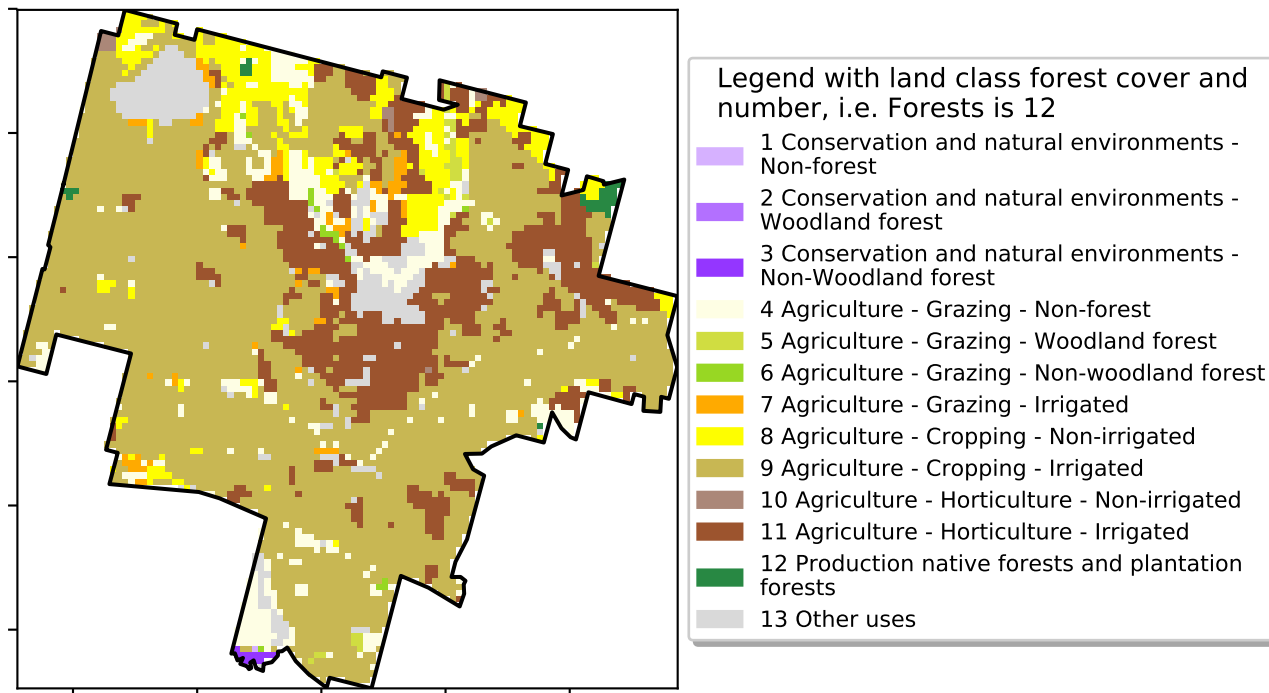 Legend with land class forest cover and
number, i.e. Forests is 12
1 Conservation and natural environments -
Non-forest
2 Conservation and natural environments -
Woodland forest
3 Conservation and natural environments -
Non-Woodland forest
4 Agriculture - Grazing - Non-forest
5 Agriculture - Grazing - Woodland forest
6 Agriculture - Grazing - Non-woodland forest
7 Agriculture - Grazing - Irrigated
8 Agriculture - Cropping - Non-irrigated
9 Agriculture - Cropping - Irrigated
10 Agriculture - Horticulture - Non-irrigated
11 Agriculture - Horticulture - Irrigated
12 Production native forests and plantation
forests
13 Other uses